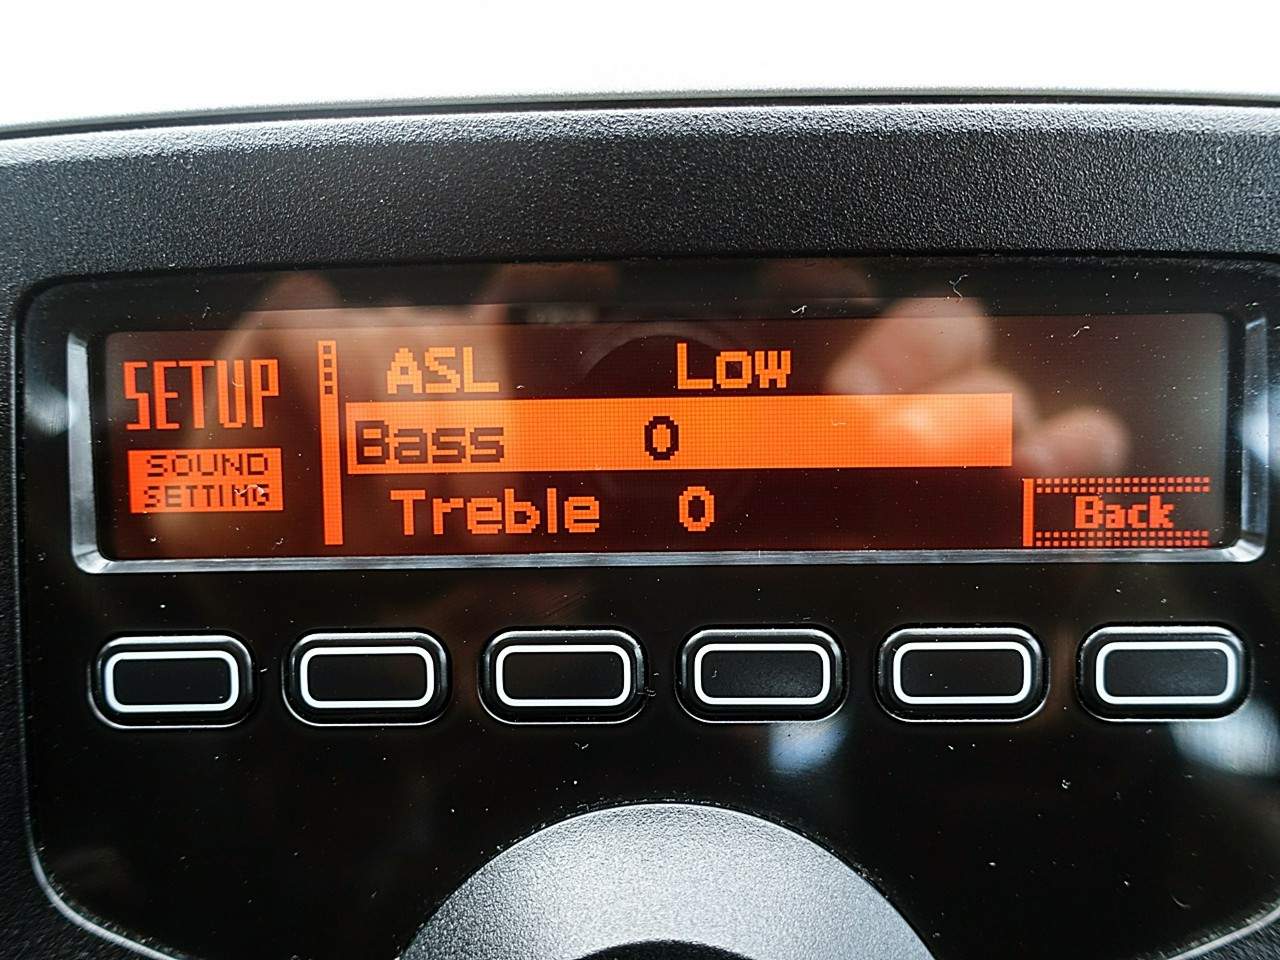 SETUP
SOUND
SETTING
ASL Low
Bass 0
Treble 0
Back